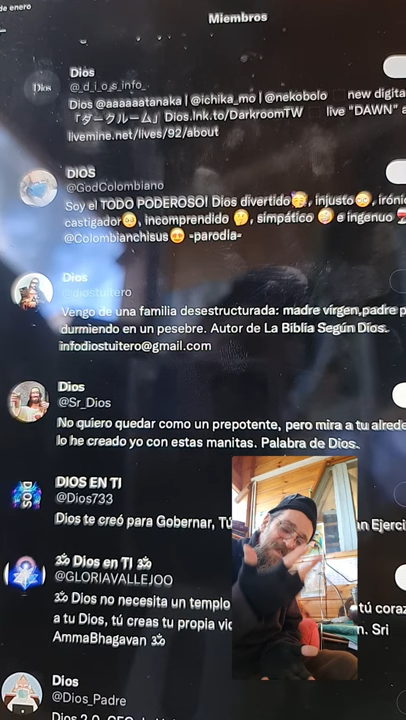 de enero
Miembros
Dios
Dios
@_d_i_o_s_info_
Dios @aaaaaatanaka | @ichika_mo | @nekobolo new digita
「ダークルーム」Dios.lnk.to/DarkroomTW live "DAWN" a
livemine.net/lives/92/about
DIOS
@GodColombiano
Soy el TODO PODEROSO! Dios divertido🥳, injusto🙄, irónic
castigador😳, incomprendido🤔, simpático🤪 e ingenuo
@Colombianchisus😍 -parodia-
Dios
@diostuitero
Vengo de una familia desestructurada: madre virgen,padre p
durmiendo en un pesebre. Autor de La Biblia Según Dios.
infodiostuitero@gmail.com
Dios
@Sr_Dios
No quiero quedar como un prepotente, pero mira a tu alrede
lo he creado yo con estas manitas. Palabra de Dios.
DIOS
DIOS EN TI
@Dios733
Dios te creó para Gobernar, Tú an Ejerci
🕉 Dios en TI 🕉
@GLORIAVALLEJOO
🕉 Dios no necesita un templo tú coraz
a tu Dios, tú creas tu propia vic n. Sri
AmmaBhagavan 🕉
Dios
@Dios_Padre